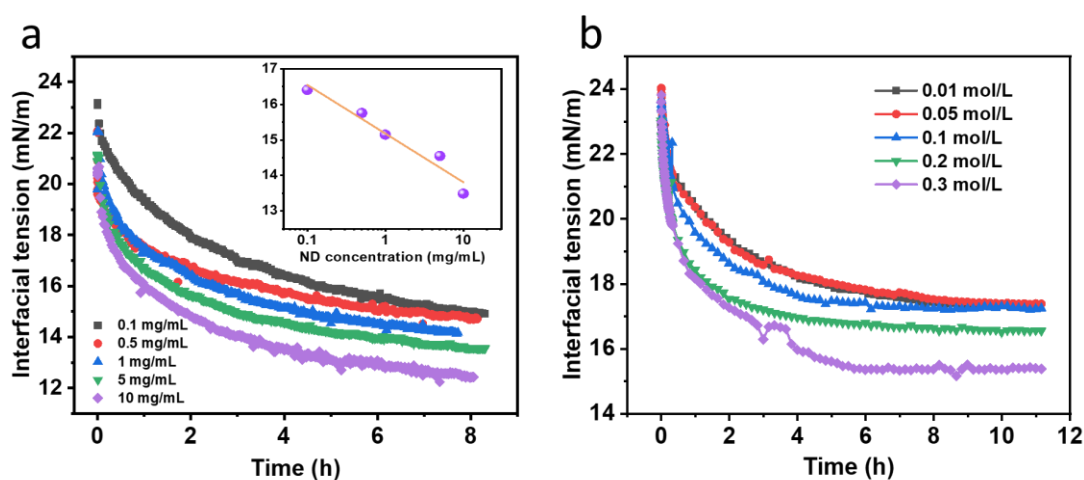 a
Interfacial tension (mN/m)
24
22
20
18
16
14
12
0 2 4 6 8
Time (h)
0.1 mg/mL
0.5 mg/mL
1 mg/mL
5 mg/mL
10 mg/mL
17
16
15
14
13
0.1 1 10
ND concentration (mg/mL)
b
Interfacial tension (mN/m)
24
22
20
18
16
14
0 2 4 6 8 10 12
Time (h)
0.01 mol/L
0.05 mol/L
0.1 mol/L
0.2 mol/L
0.3 mol/L